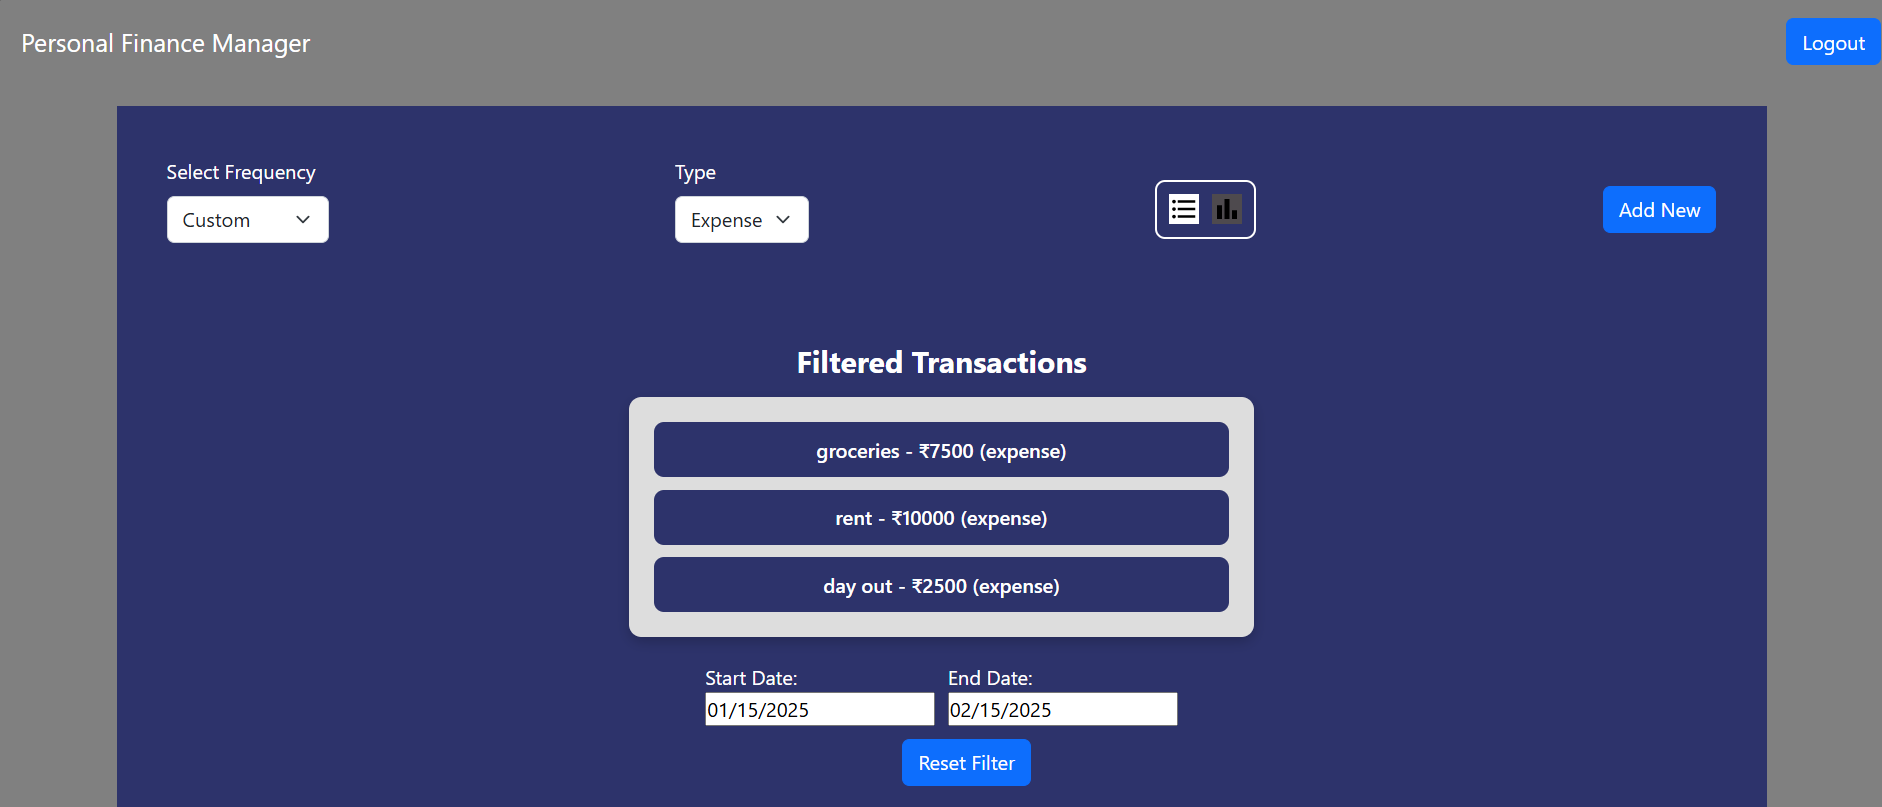 Personal Finance Manager
Logout
Select Frequency
Custom
Type
Expense
Add New
Filtered Transactions
groceries - ₹7500 (expense)
rent - ₹10000 (expense)
day out - ₹2500 (expense)
Start Date:
01/15/2025
End Date:
02/15/2025
Reset Filter